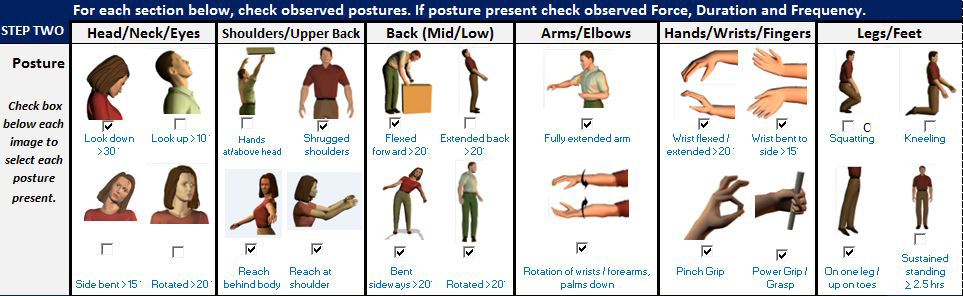 For each section below, check observed postures. If posture present check observed Force, Duration and Frequency.
STEP TWO
Head/Neck/Eyes
Shoulders/Upper Back
Back (Mid/Low)
Arms/Elbows
Hands/Wrists/Fingers
Legs/Feet
Posture
Check box
below each
image to
select each
posture
present.
Look down
>30°
Look up >10°
Hands
at/above head
Shrugged
shoulders
Flexed
forward >20°
Extended back
>20°
Fully extended arm
Wrist flexed /
extended >20°
Wrist bent to
side >15°
C
Squatting
Kneeling
Side bent >15°
Rotated >20°
Reach
behind body
Reach at
shoulder
Bent
sideways >20°
Rotated >20°
Rotation of wrists / forearms,
palms down
Pinch Grip
Power Grip /
Grasp
On one leg /
up on toes
Sustained
standing
≥ 2.5 hrs